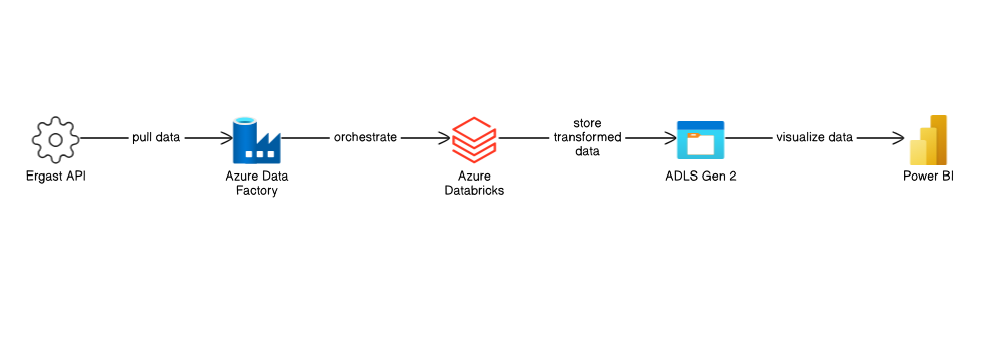 pull data
orchestrate
store
transformed
data
visualize data
Ergast API
Azure Data
Factory
Azure
Databricks
ADLS Gen 2
Power BI